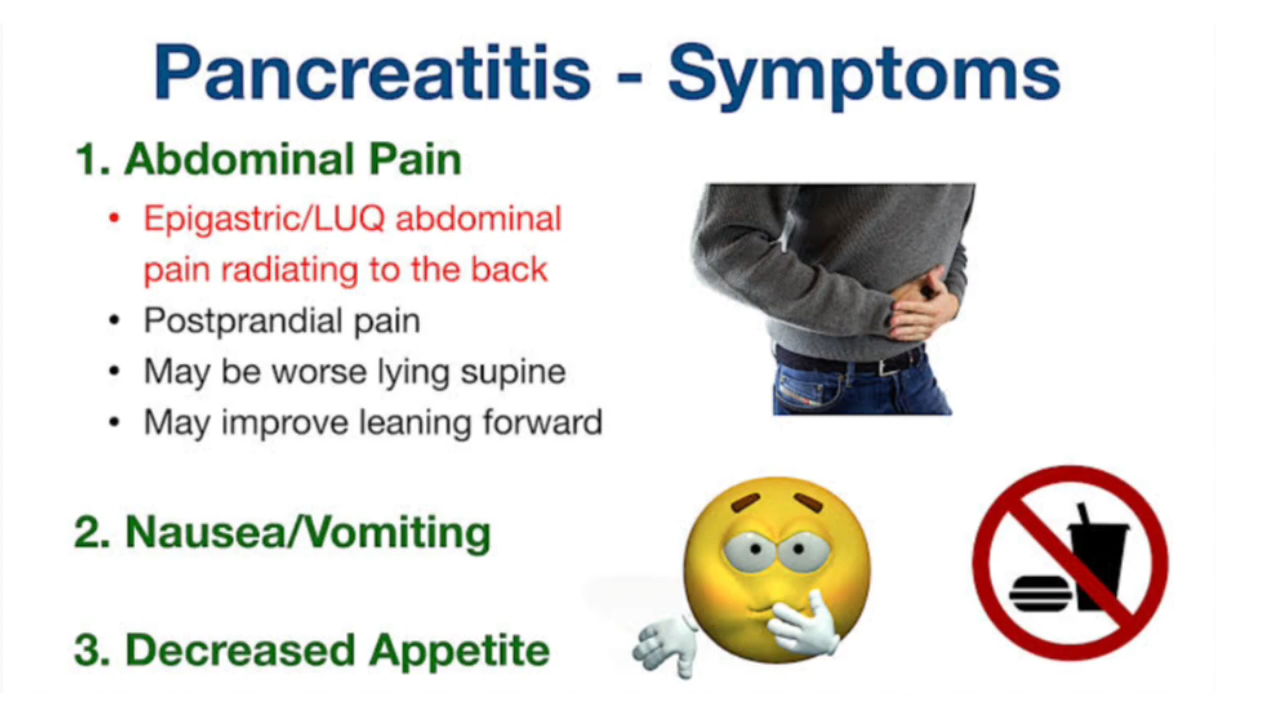 Pancreatitis - Symptoms
1. Abdominal Pain
• Epigastric/LUQ abdominal
pain radiating to the back
• Postprandial pain
• May be worse lying supine
• May improve leaning forward
2. Nausea/Vomiting
3. Decreased Appetite